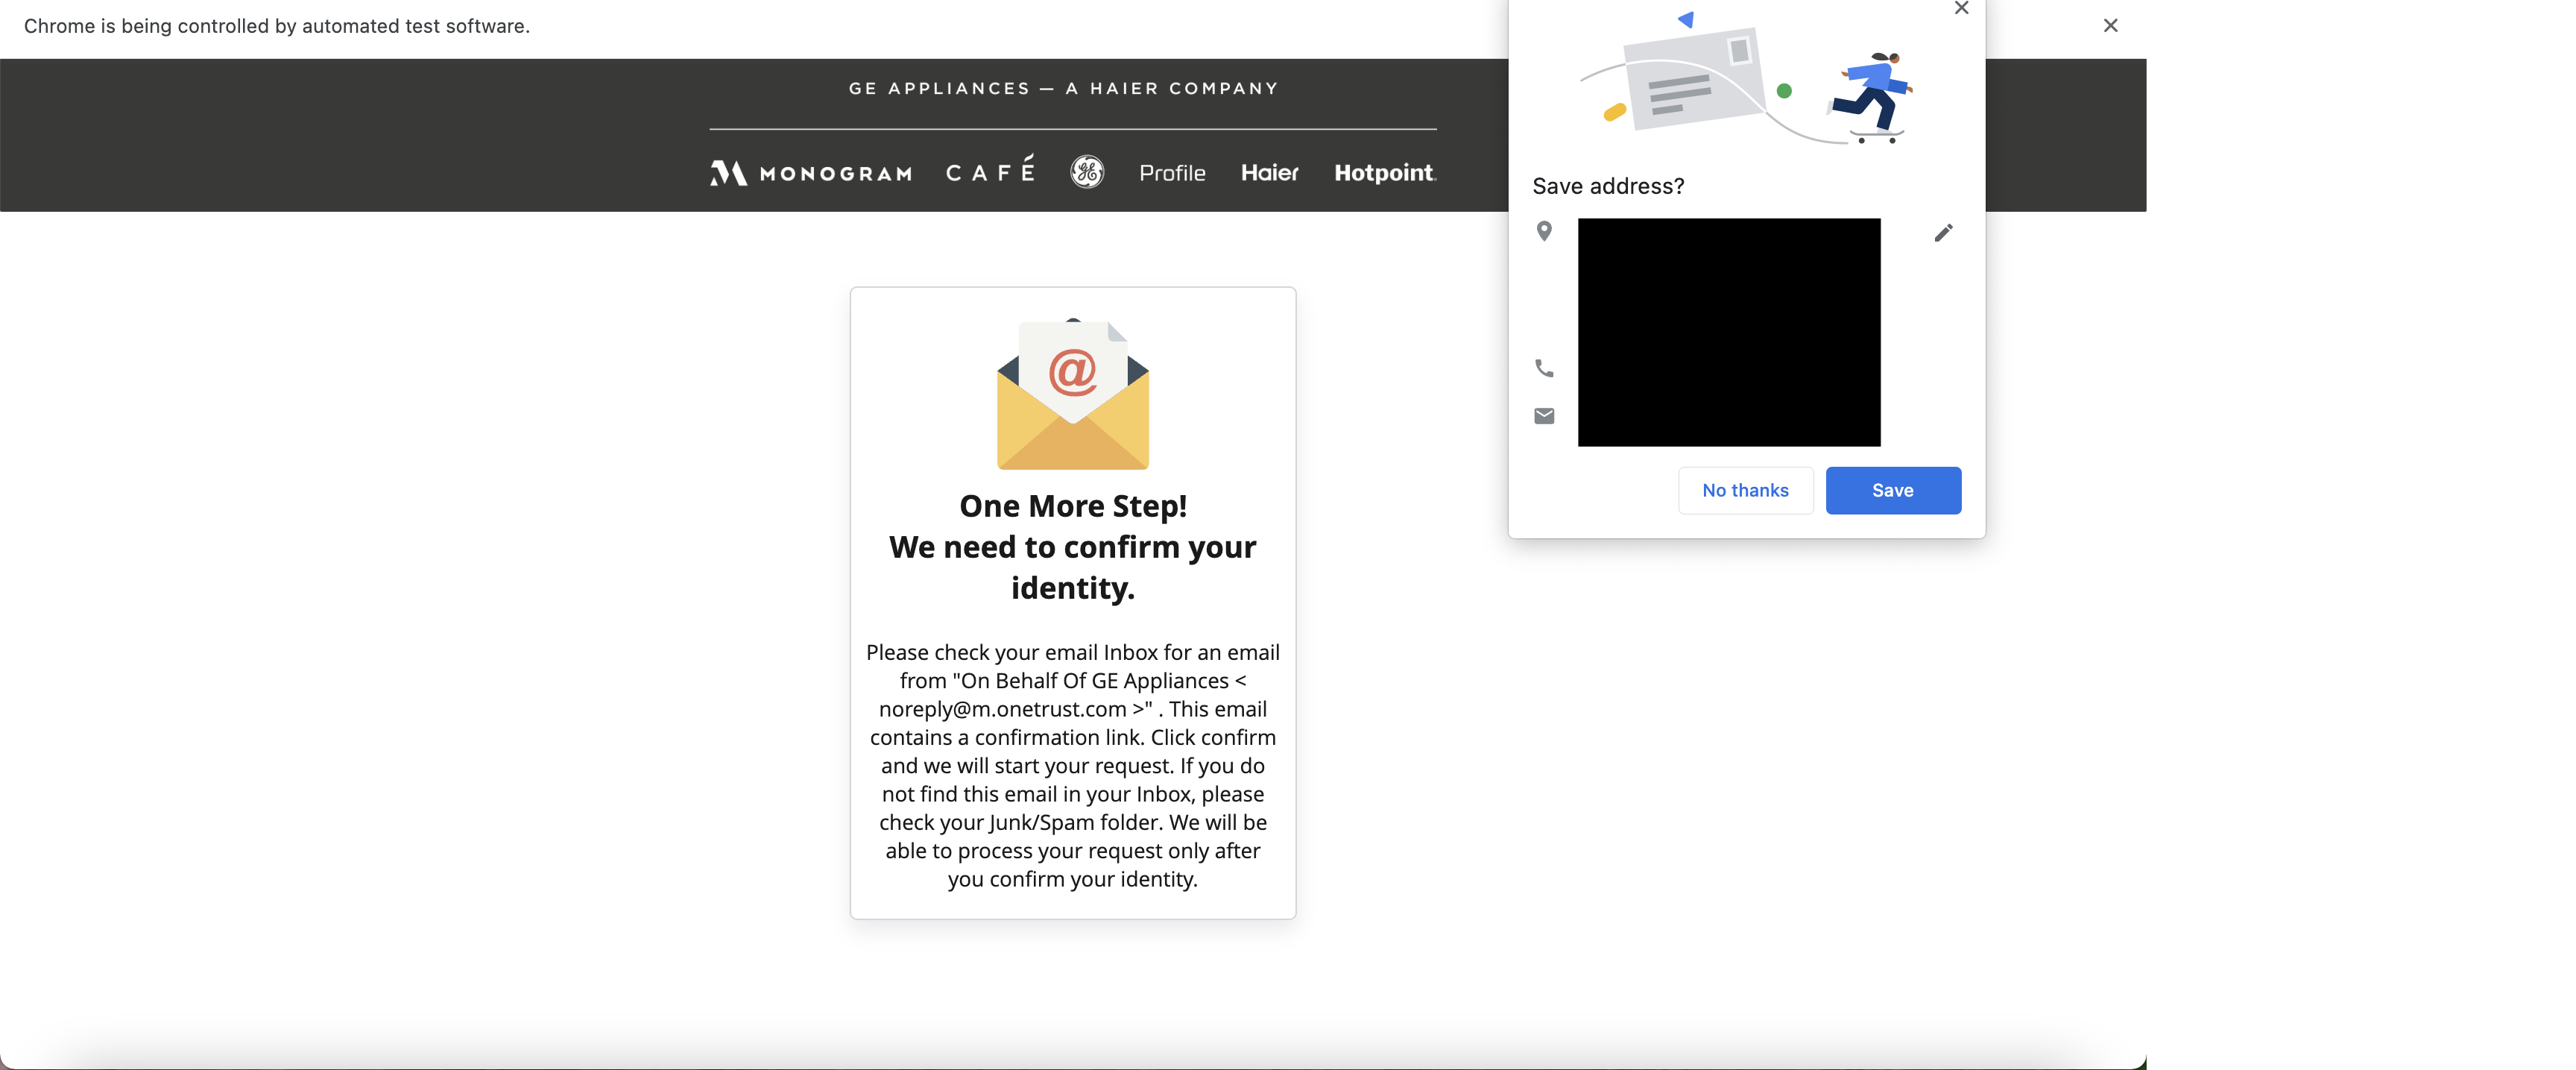 Chrome is being controlled by automated test software.
GE APPLIANCES — A HAIER COMPANY
MONOGRAM CAFÉ GE Profile Haier Hotpoint
Save address?
No thanks Save
@
One More Step!
We need to confirm your
identity.
Please check your email Inbox for an email
from "On Behalf Of GE Appliances <
noreply@m.onetrust.com >" . This email
contains a confirmation link. Click confirm
and we will start your request. If you do
not find this email in your Inbox, please
check your Junk/Spam folder. We will be
able to process your request only after
you confirm your identity.